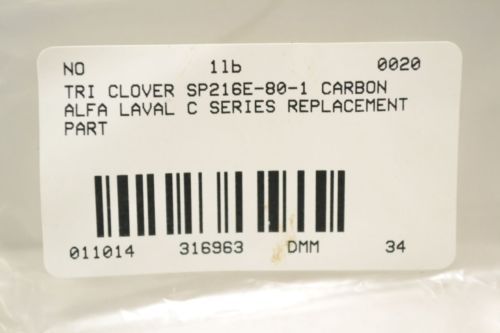 NO 1lb 0020
TRI CLOVER SP216E-80-1 CARBON
ALFA LAVAL C SERIES REPLACEMENT
PART
011014 316963 DMM 34